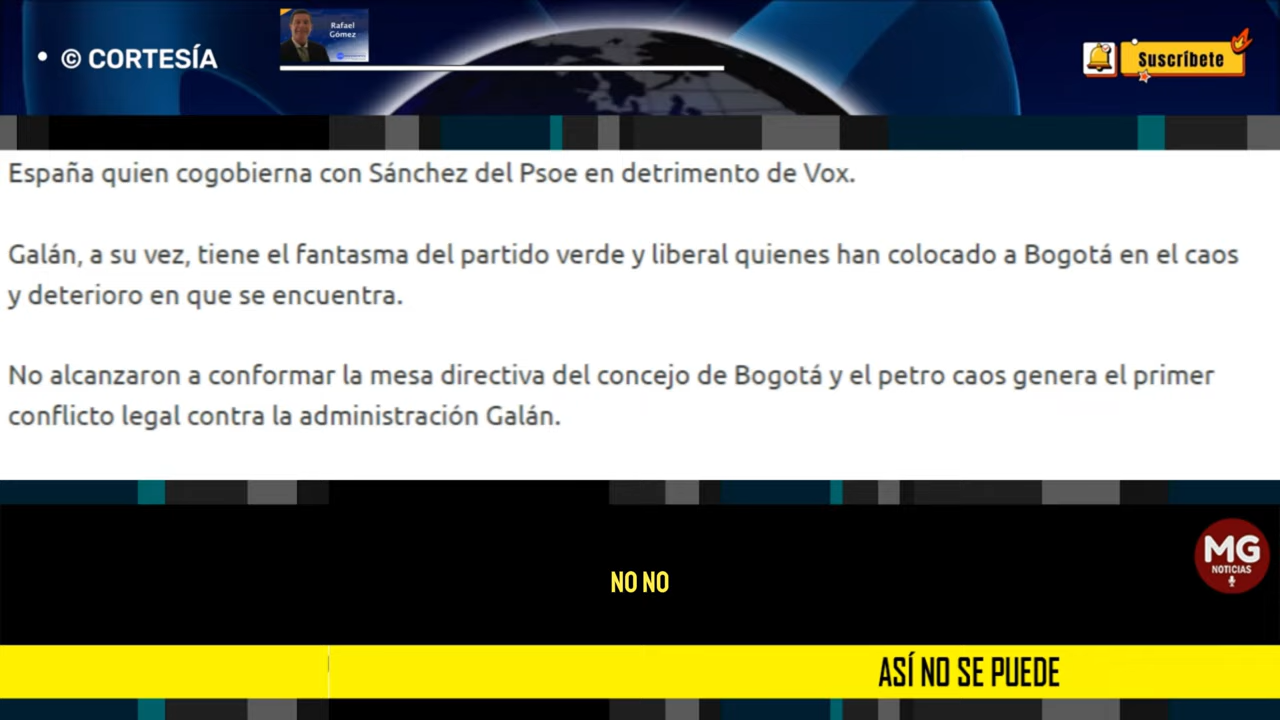 • © CORTESÍA
Rafael
Gómez
Suscríbete
España quien cogobierna con Sánchez del Psoe en detrimento de Vox.
Galán, a su vez, tiene el fantasma del partido verde y liberal quienes han colocado a Bogotá en el caos
y deterioro en que se encuentra.
No alcanzaron a conformar la mesa directiva del concejo de Bogotá y el petro caos genera el primer
conflicto legal contra la administración Galán.
MG
NOTICIAS
NO NO
ASÍ NO SE PUEDE